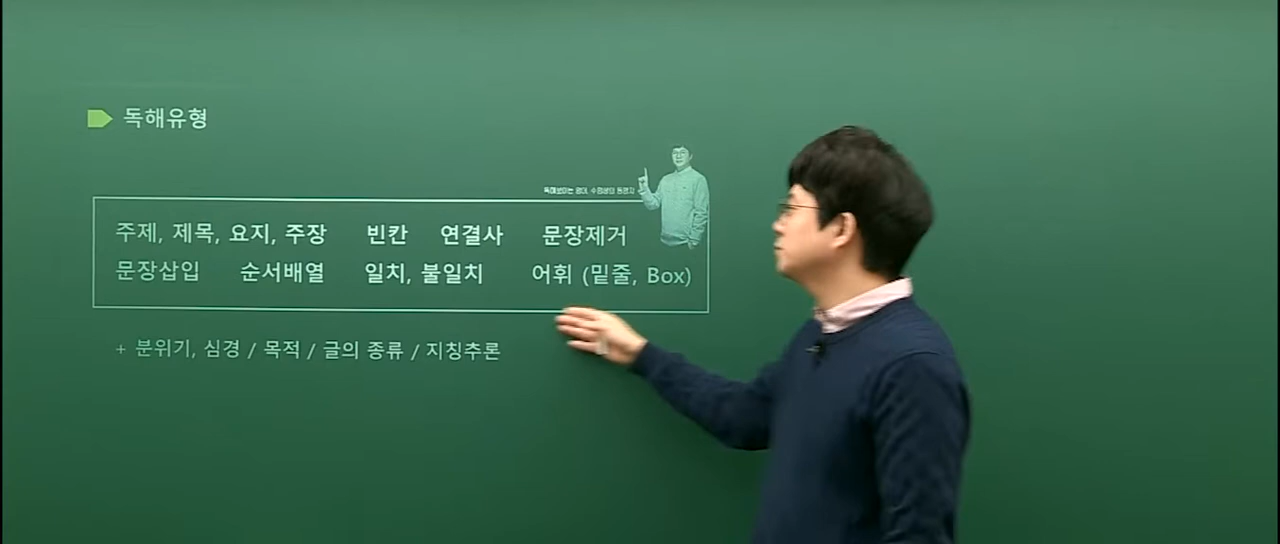 독해유형
주제, 제목, 요지, 주장 빈칸 연결사 문장제거
문장삽입 순서배열 일치, 불일치 어휘 (밑줄, Box)
+ 분위기, 심경 / 목적 / 글의 종류 / 지칭추론